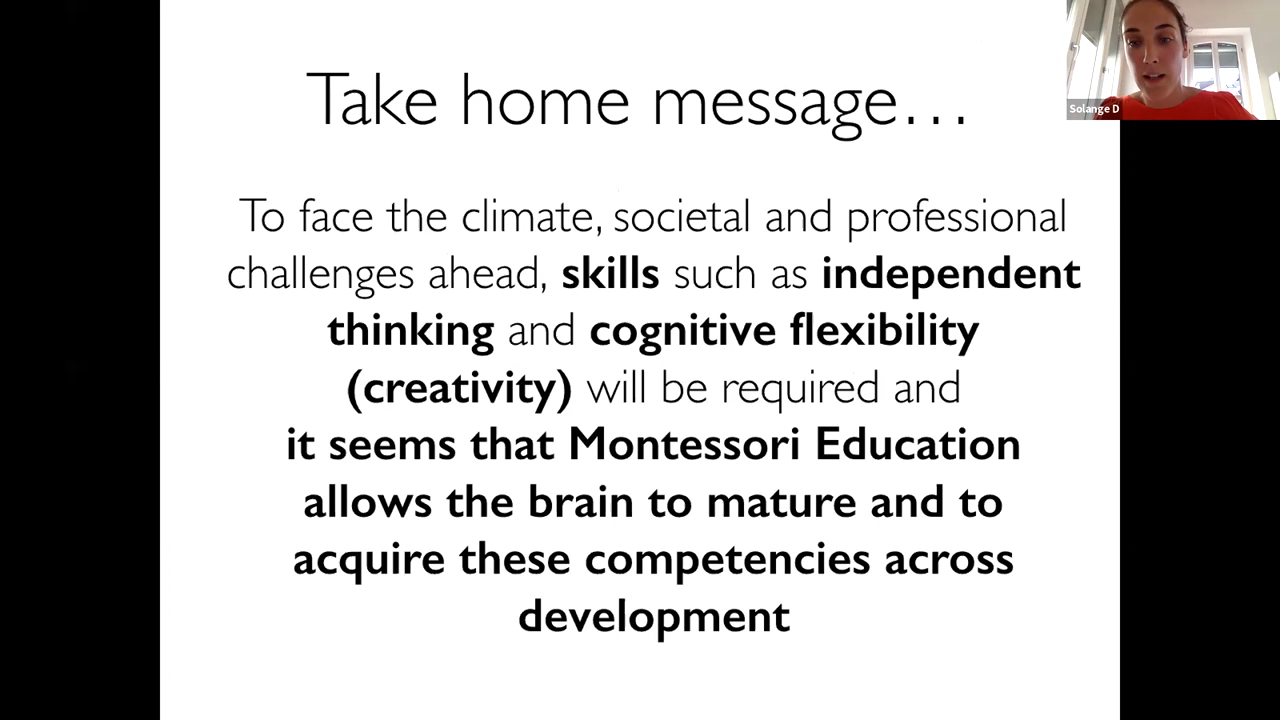 Take home message…
Solange D
To face the climate, societal and professional
challenges ahead, skills such as independent
thinking and cognitive flexibility
(creativity) will be required and
it seems that Montessori Education
allows the brain to mature and to
acquire these competencies across
development